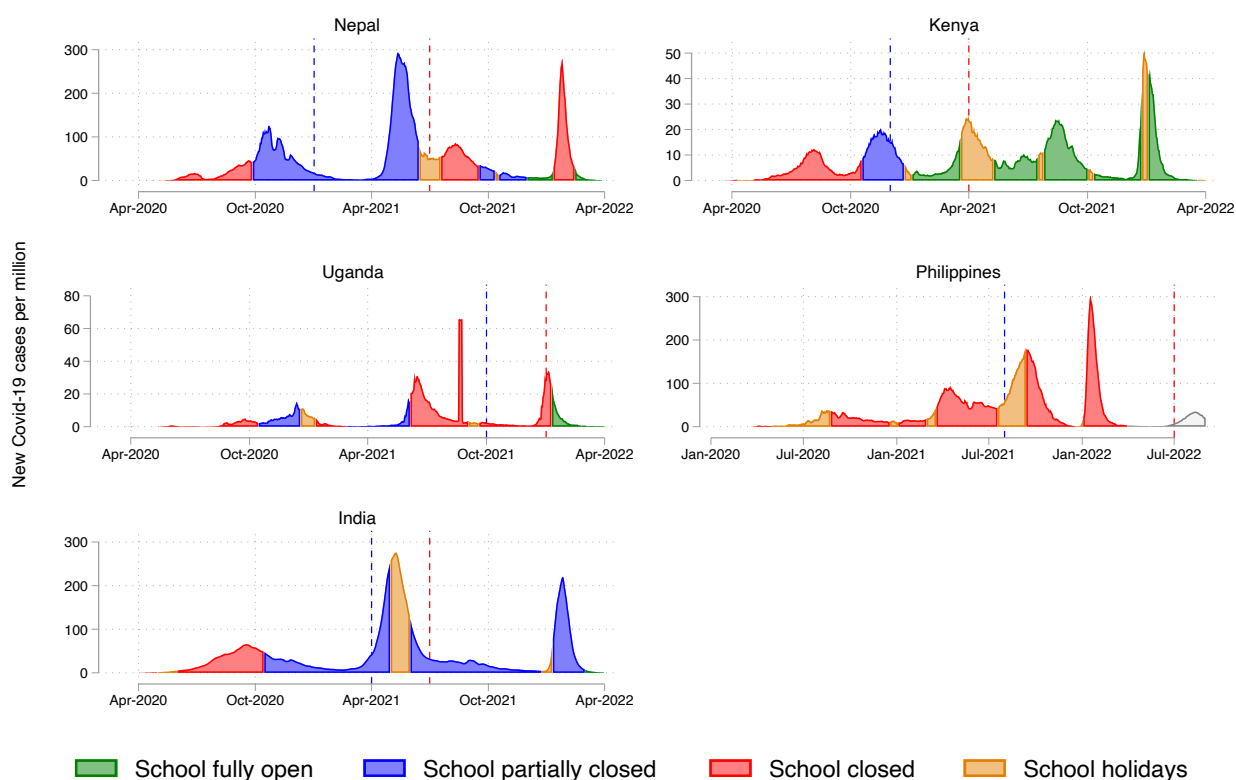 Nepal
300
200
100
0
Apr-2020 Oct-2020 Apr-2021 Oct-2021 Apr-2022
Kenya
50
40
30
20
10
0
Apr-2020 Oct-2020 Apr-2021 Oct-2021 Apr-2022
New Covid-19 cases per million
Uganda
80
60
40
20
0
Apr-2020 Oct-2020 Apr-2021 Oct-2021 Apr-2022
Philippines
300
200
100
0
Jan-2020 Jul-2020 Jan-2021 Jul-2021 Jan-2022 Jul-2022
India
300
200
100
0
Apr-2020 Oct-2020 Apr-2021 Oct-2021 Apr-2022
School fully open School partially closed School closed School holidays